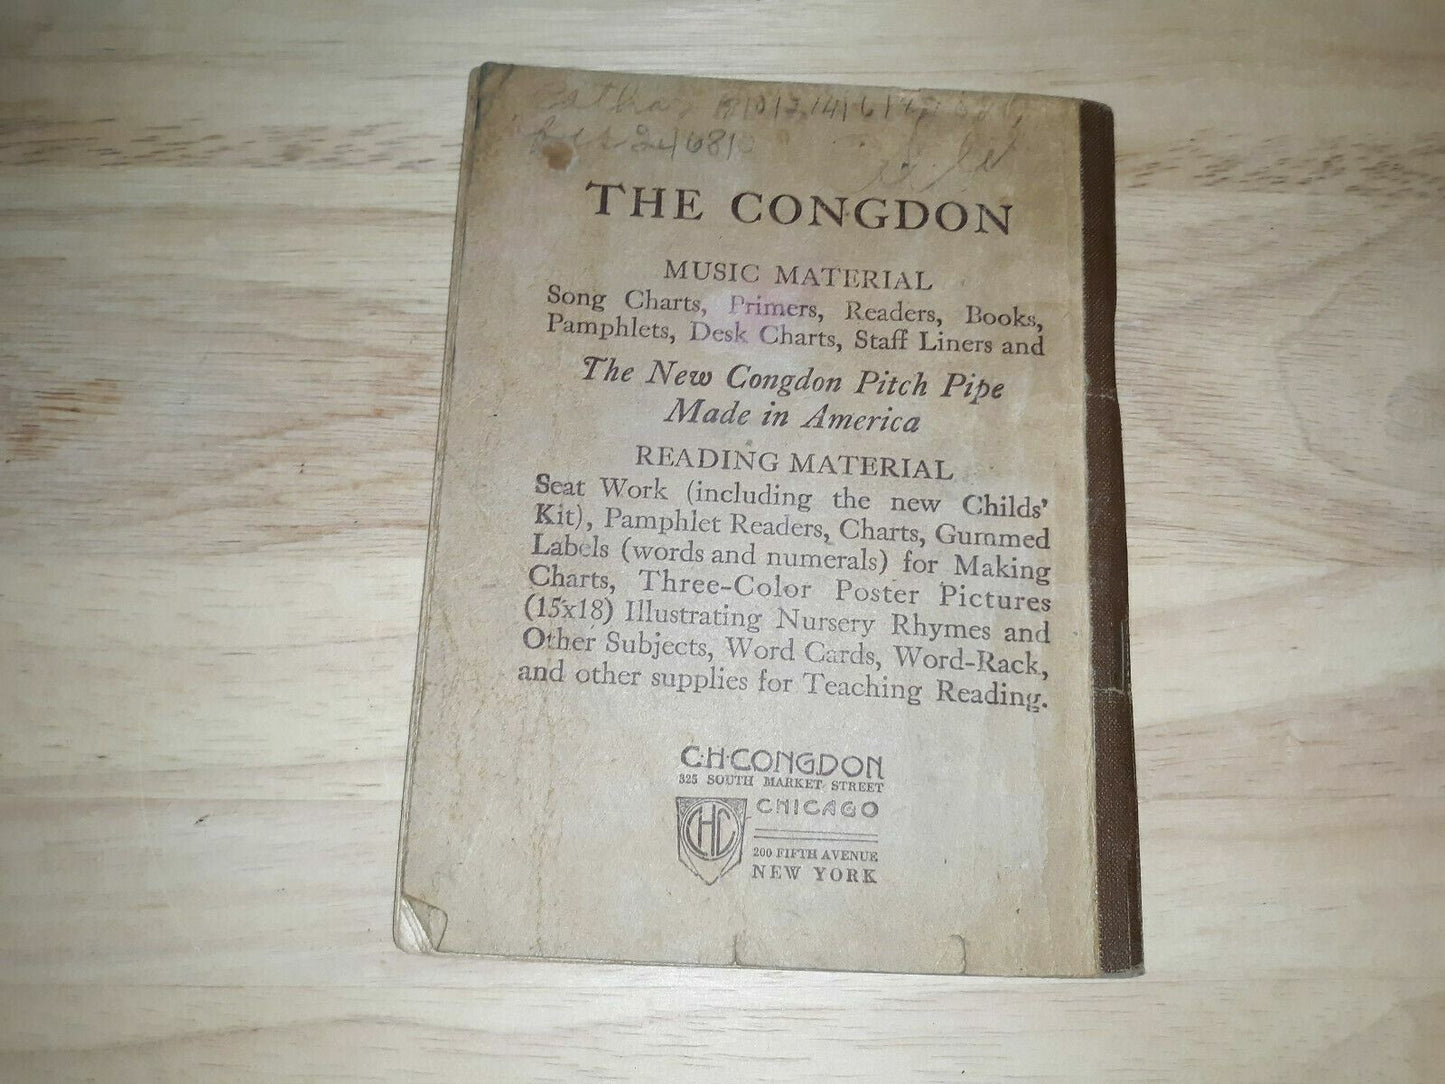 THE CONGDON
MUSIC MATERIAL
Song Charts, Primers, Readers, Books,
Pamphlets, Desk Charts, Staff Liners and
The New Congdon Pitch Pipe
Made in America
READING MATERIAL
Seat Work (including the new Childs'
Kit), Pamphlet Readers, Charts, Gummed
Labels (words and numerals) for Making
Charts, Three-Color Poster Pictures
(15x18) Illustrating Nursery Rhymes and
Other Subjects, Word Cards, Word-Rack,
and other supplies for Teaching Reading.
C·H·CONGDON
325 SOUTH MARKET STREET
CHICAGO
CHC
200 FIFTH AVENUE
NEW YORK